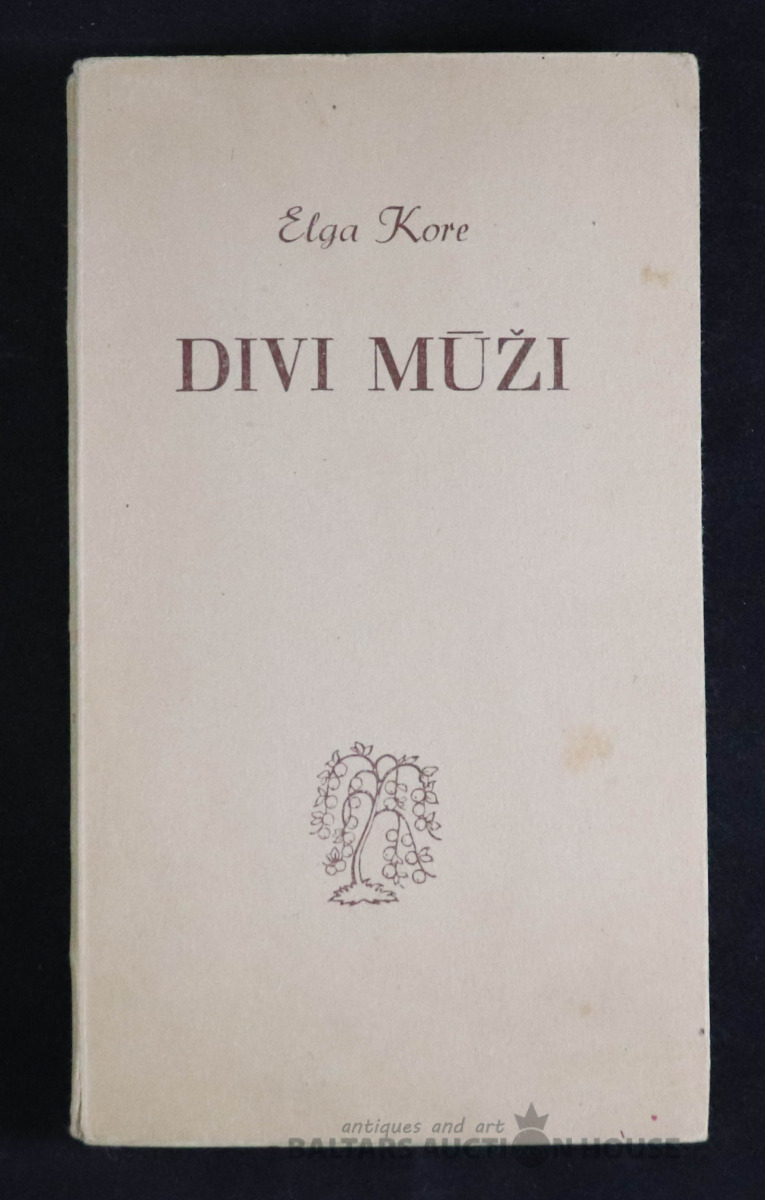 Elga Kore
DIVI MŪŽI
antiques and art
BALTARS AUCTION HOUSE